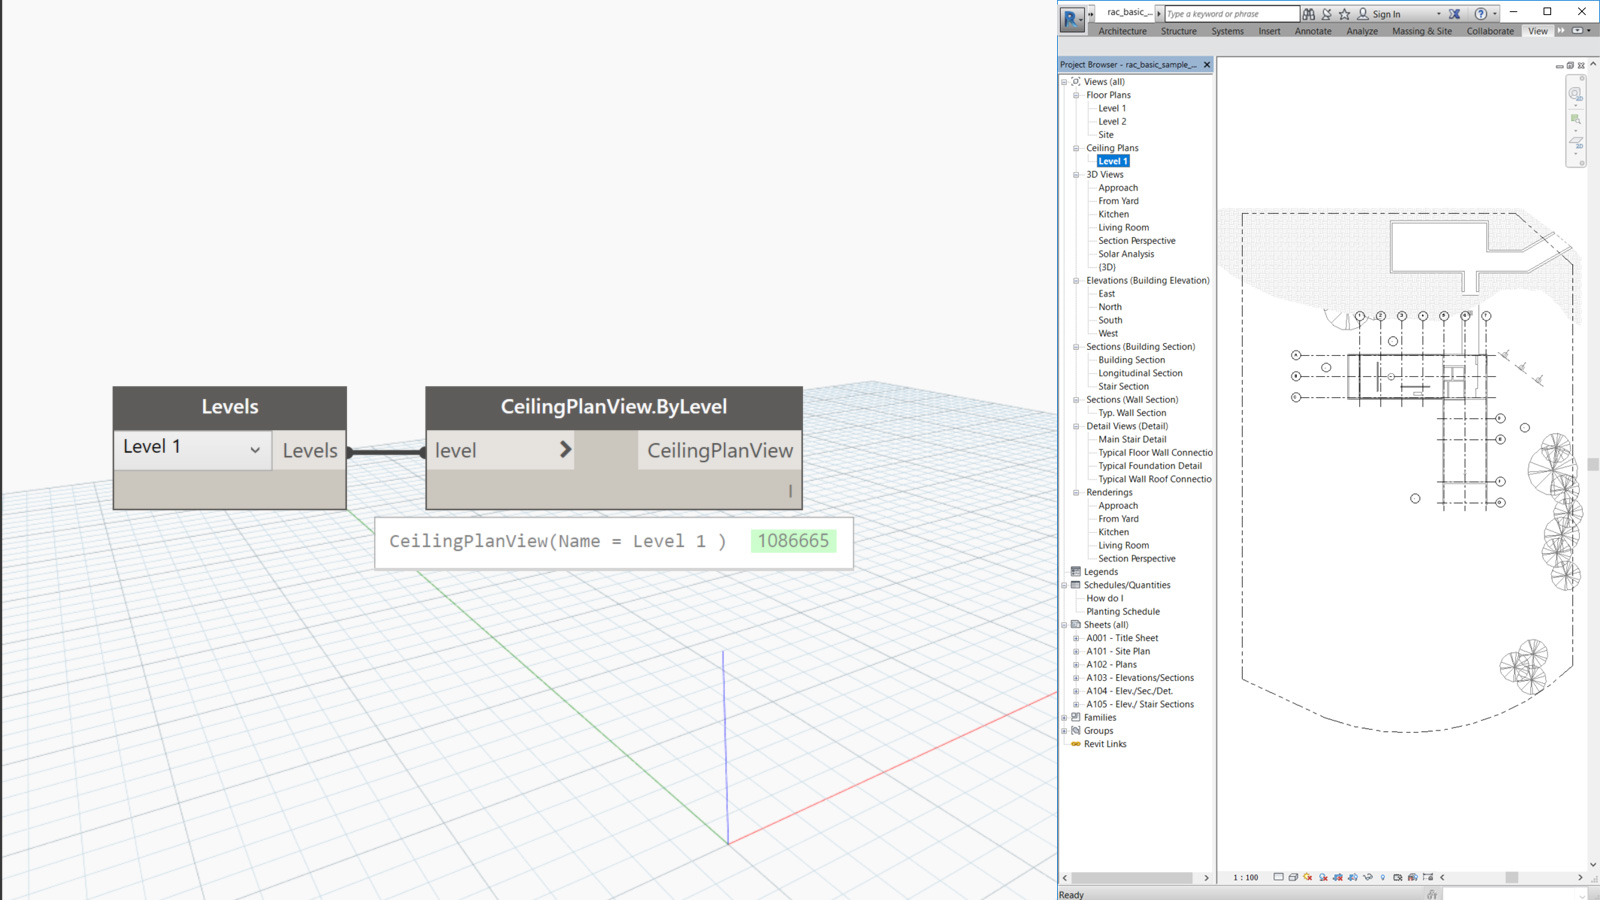 Levels
Level 1
Levels
CeilingPlanView.ByLevel
level
CeilingPlanView
CeilingPlanView(Name = Level 1 )
1086665
rac_basic_...
Type a keyword or phrase
Sign In
Architecture
Structure
Systems
Insert
Annotate
Analyze
Massing & Site
Collaborate
View
Project Browser - rac_basic_sample_...
Views (all)
Floor Plans
Level 1
Level 2
Site
Ceiling Plans
Level 1
3D Views
Approach
From Yard
Kitchen
Living Room
Section Perspective
Solar Analysis
{3D}
Elevations (Building Elevation)
East
North
South
West
Sections (Building Section)
Building Section
Longitudinal Section
Stair Section
Sections (Wall Section)
Typ. Wall Section
Detail Views (Detail)
Main Stair Detail
Typical Floor Wall Connectio
Typical Foundation Detail
Typical Wall Roof Connectio
Renderings
Approach
From Yard
Kitchen
Living Room
Section Perspective
Legends
Schedules/Quantities
How do I
Planting Schedule
Sheets (all)
A001 - Title Sheet
A101 - Site Plan
A102 - Plans
A103 - Elevations/Sections
A104 - Elev./Sec./Det.
A105 - Elev./ Stair Sections
Families
Groups
Revit Links
1 : 100
Ready